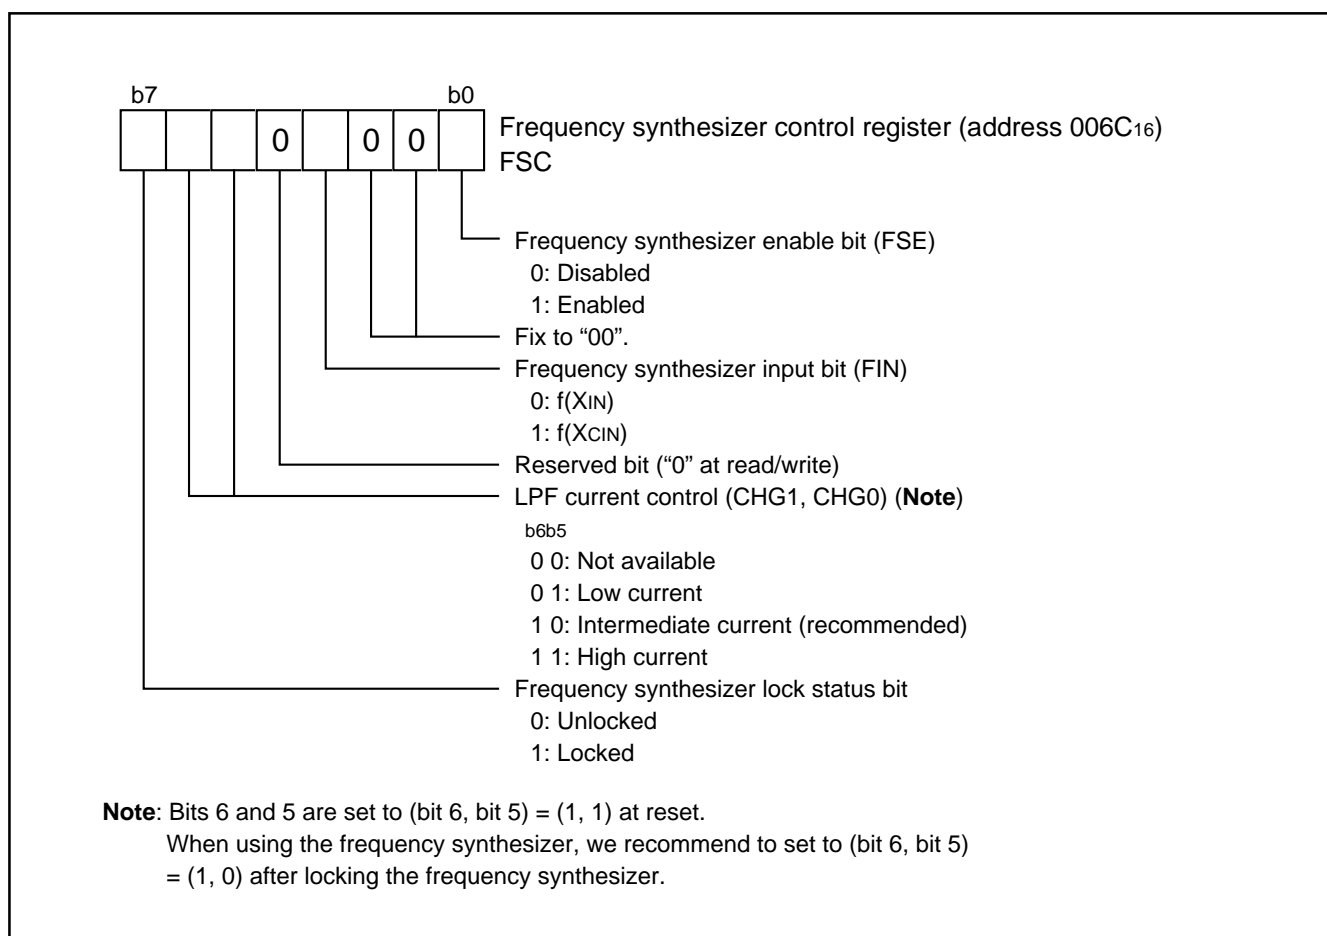 b7 b0
0 0 0
Frequency synthesizer control register (address 006C16)
FSC
Frequency synthesizer enable bit (FSE)
0: Disabled
1: Enabled
Fix to “00”.
Frequency synthesizer input bit (FIN)
0: f(XIN)
1: f(XCIN)
Reserved bit (“0” at read/write)
LPF current control (CHG1, CHG0) (Note)
b6b5
0 0: Not available
0 1: Low current
1 0: Intermediate current (recommended)
1 1: High current
Frequency synthesizer lock status bit
0: Unlocked
1: Locked
Note: Bits 6 and 5 are set to (bit 6, bit 5) = (1, 1) at reset.
When using the frequency synthesizer, we recommend to set to (bit 6, bit 5)
= (1, 0) after locking the frequency synthesizer.